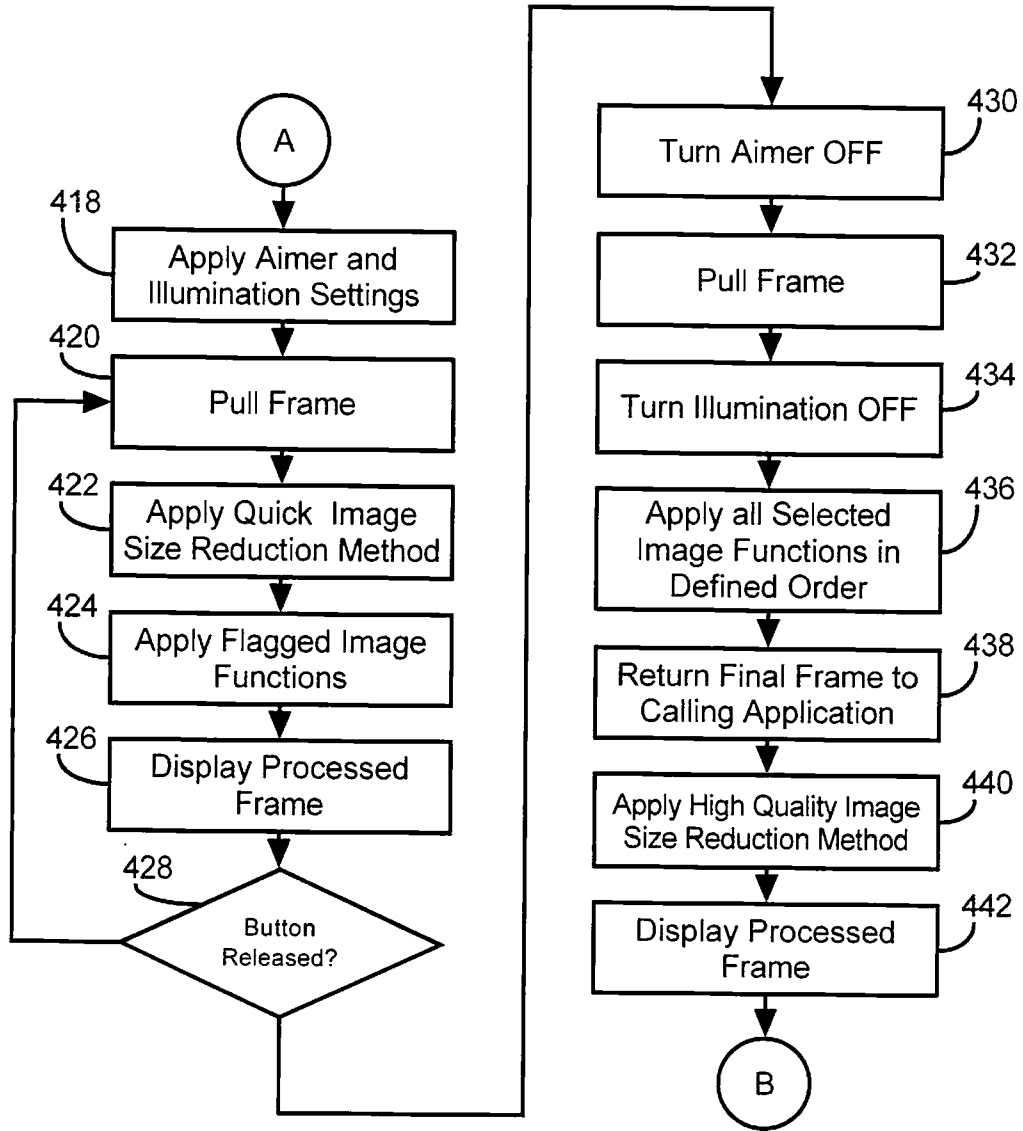 A
418
Apply Aimer and
Illumination Settings
420
Pull Frame
422
Apply Quick Image
Size Reduction Method
424
Apply Flagged Image
Functions
426
Display Processed
Frame
428
Button
Released?
430
Turn Aimer OFF
432
Pull Frame
434
Turn Illumination OFF
436
Apply all Selected
Image Functions in
Defined Order
438
Return Final Frame to
Calling Application
440
Apply High Quality Image
Size Reduction Method
442
Display Processed
Frame
B